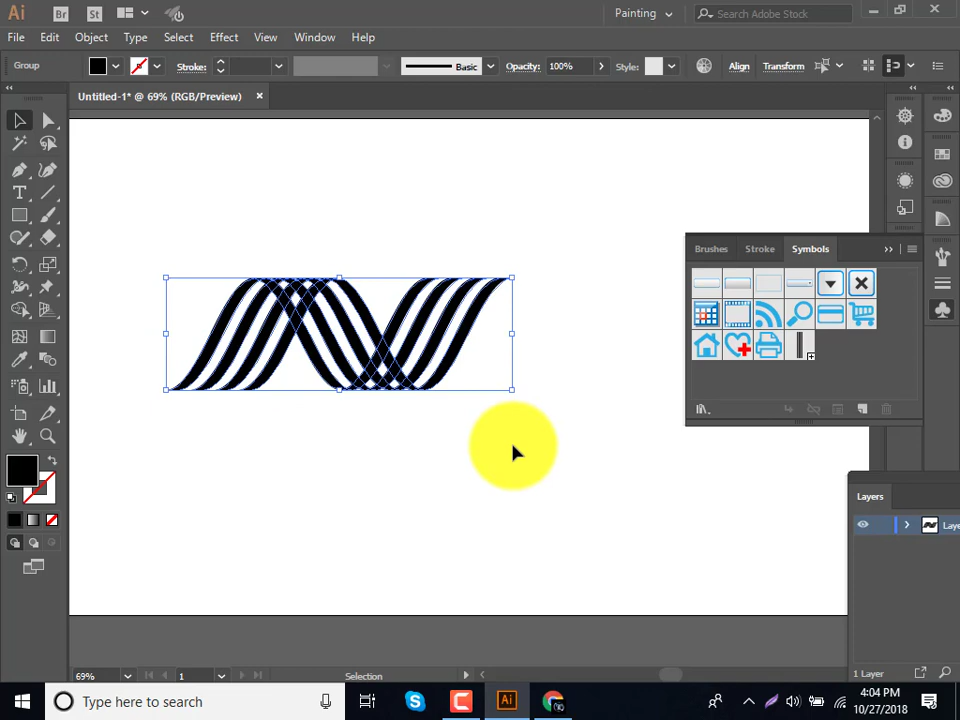 Ai
Br
St
Painting
Search Adobe Stock
File Edit Object Type Select Effect View Window Help
Group
Stroke:
Basic
Opacity: 100%
Style:
Align
Transform
Untitled-1* @ 69% (RGB/Preview)
Brushes Stroke Symbols
Layers
Laye
1 Layer
69%
1
Selection
Type here to search
Ai
4:04 PM
10/27/2018